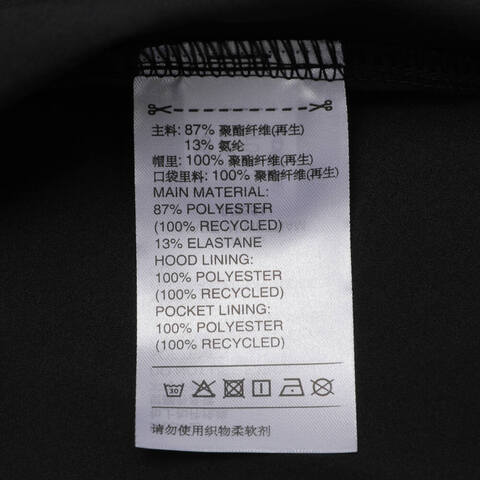 主料: 87% 聚酯纤维(再生)
13% 氨纶
帽里: 100% 聚酯纤维(再生)
口袋里料: 100% 聚酯纤维(再生)
MAIN MATERIAL:
87% POLYESTER
(100% RECYCLED)
13% ELASTANE
HOOD LINING:
100% POLYESTER
(100% RECYCLED)
POCKET LINING:
100% POLYESTER
(100% RECYCLED)
30
请勿使用织物柔软剂